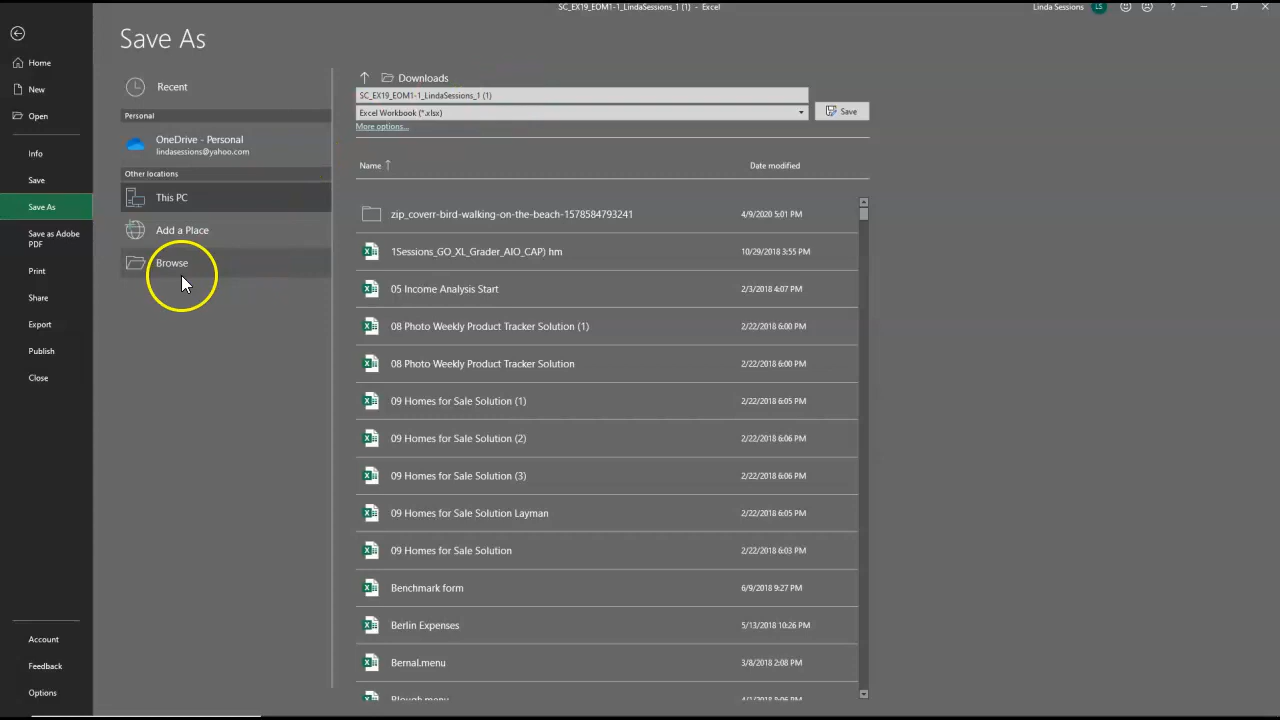 SC_EX19_EOM1-1_LindaSessions_1 (1) - Excel
Linda Sessions
LS
?
Save As
Home
New
Open
Info
Save
Save As
Save as Adobe
PDF
Print
Share
Export
Publish
Close
Account
Feedback
Options
Recent
Personal
OneDrive - Personal
lindasessions@yahoo.com
Other locations
This PC
Add a Place
Browse
Downloads
SC_EX19_EOM1-1_LindaSessions_1 (1)
Excel Workbook (*.xlsx)
Save
More options...
Name Date modified
zip_coverr-bird-walking-on-the-beach-1578584793241 4/9/2020 5:01 PM
1Sessions_GO_XL_Grader_AIO_CAP) hm 10/29/2018 3:55 PM
05 Income Analysis Start 2/3/2018 4:07 PM
08 Photo Weekly Product Tracker Solution (1) 2/22/2018 6:00 PM
08 Photo Weekly Product Tracker Solution 2/22/2018 6:00 PM
09 Homes for Sale Solution (1) 2/22/2018 6:05 PM
09 Homes for Sale Solution (2) 2/22/2018 6:06 PM
09 Homes for Sale Solution (3) 2/22/2018 6:06 PM
09 Homes for Sale Solution Layman 2/22/2018 6:05 PM
09 Homes for Sale Solution 2/22/2018 6:03 PM
Benchmark form 6/9/2018 9:27 PM
Berlin Expenses 5/13/2018 10:26 PM
Bernal.menu 3/8/2018 2:08 PM